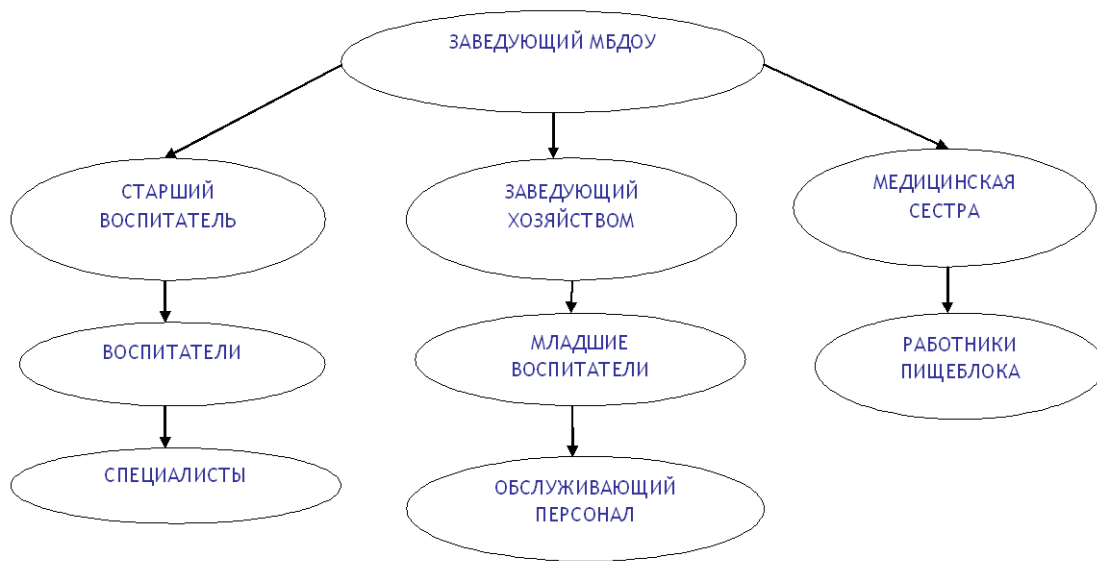 ЗАВЕДУЮЩИЙ МБДОУ
СТАРШИЙ
ВОСПИТАТЕЛЬ
ЗАВЕДУЮЩИЙ
ХОЗЯЙСТВОМ
МЕДИЦИНСКАЯ
СЕСТРА
ВОСПИТАТЕЛИ
МЛАДШИЕ
ВОСПИТАТЕЛИ
РАБОТНИКИ
ПИЩЕБЛОКА
СПЕЦИАЛИСТЫ
ОБСЛУЖИВАЮЩИЙ
ПЕРСОНАЛ